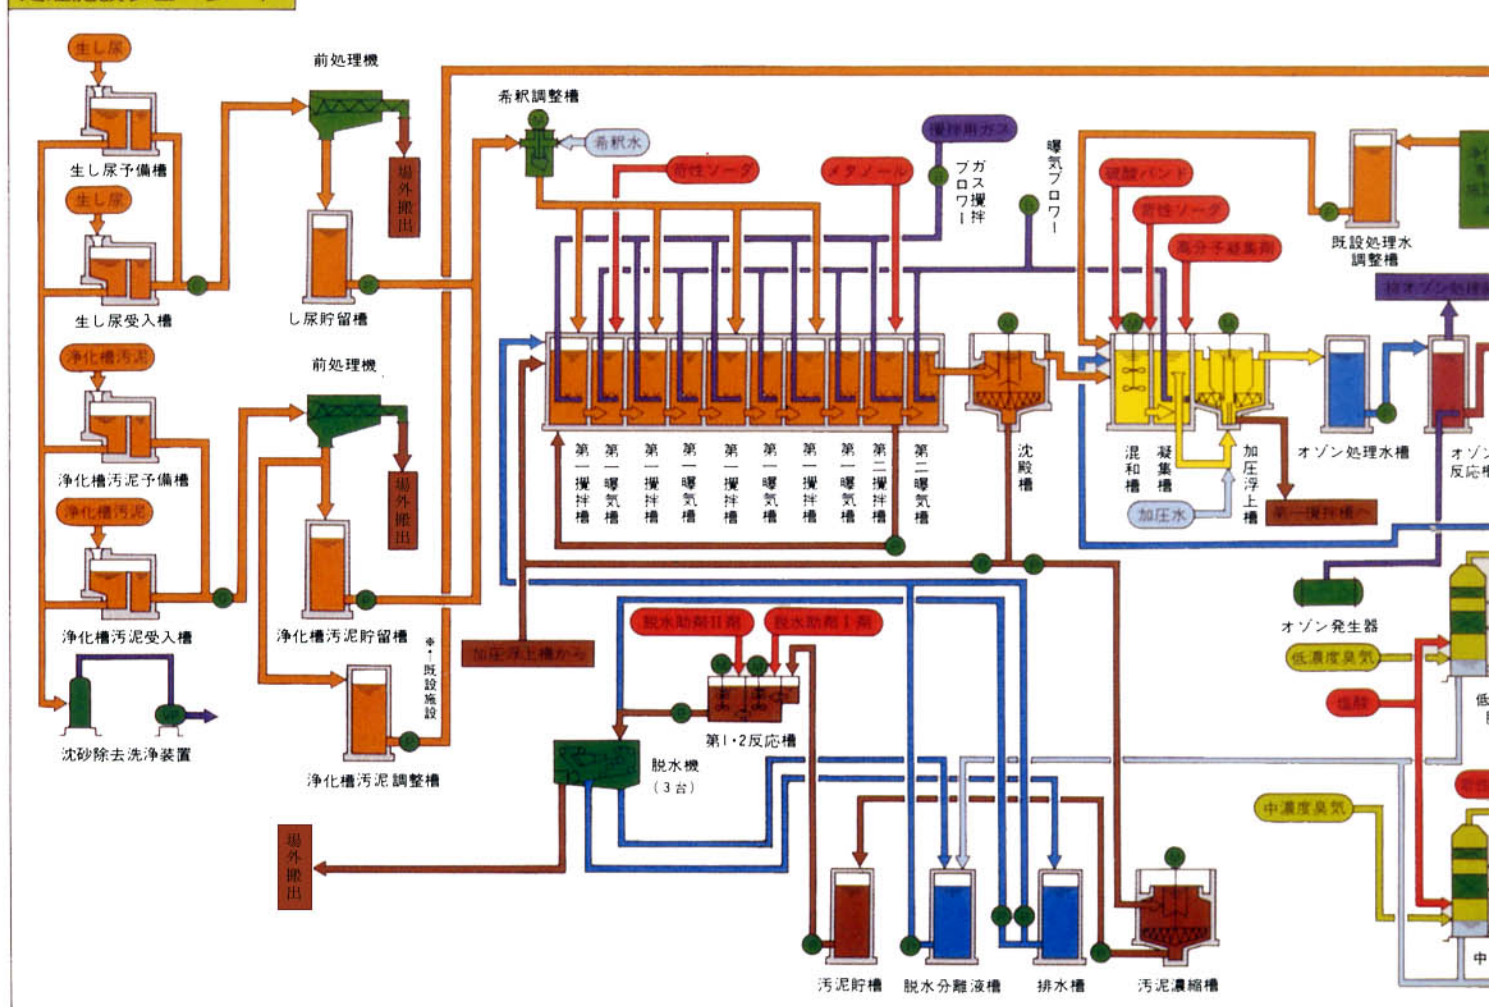 生し尿
前処理機
希釈調整槽
生し尿予備槽
場外搬出
希釈水
苛性ソーダ
メタノール
攪拌用ガス
ガス攪拌
ブロワー
曝気ブロワー
硫酸バンド
苛性ソーダ
高分子凝集剤
既設処理水
調整槽
生し尿
生し尿受入槽
し尿貯留槽
浄化槽汚泥
前処理機
浄化槽汚泥予備槽
場外搬出
第一攪拌槽
第一曝気槽
第一攪拌槽
第一曝気槽
第一攪拌槽
第一曝気槽
第一攪拌槽
第一曝気槽
第二攪拌槽
第二曝気槽
沈殿槽
混和槽
凝集槽
加圧浮上槽
オゾン処理水槽
加圧水
第一攪拌槽へ
浄化槽汚泥
浄化槽汚泥受入槽
浄化槽汚泥貯留槽
※・一既設施設
加圧浮上槽から
脱水助剤II剤
脱水助剤I剤
オゾン発生器
低濃度臭気
塩酸
沈砂除去洗浄装置
浄化槽汚泥調整槽
第1・2反応槽
脱水機
(3台)
中濃度臭気
場外搬出
汚泥貯槽
脱水分離液槽
排水槽
汚泥濃縮槽